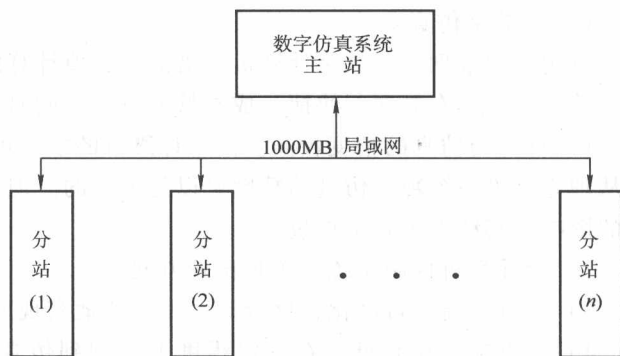 数字仿真系统
主 站
1000MB 局域网
分
站
(1)
分
站
(2)
分
站
(n)